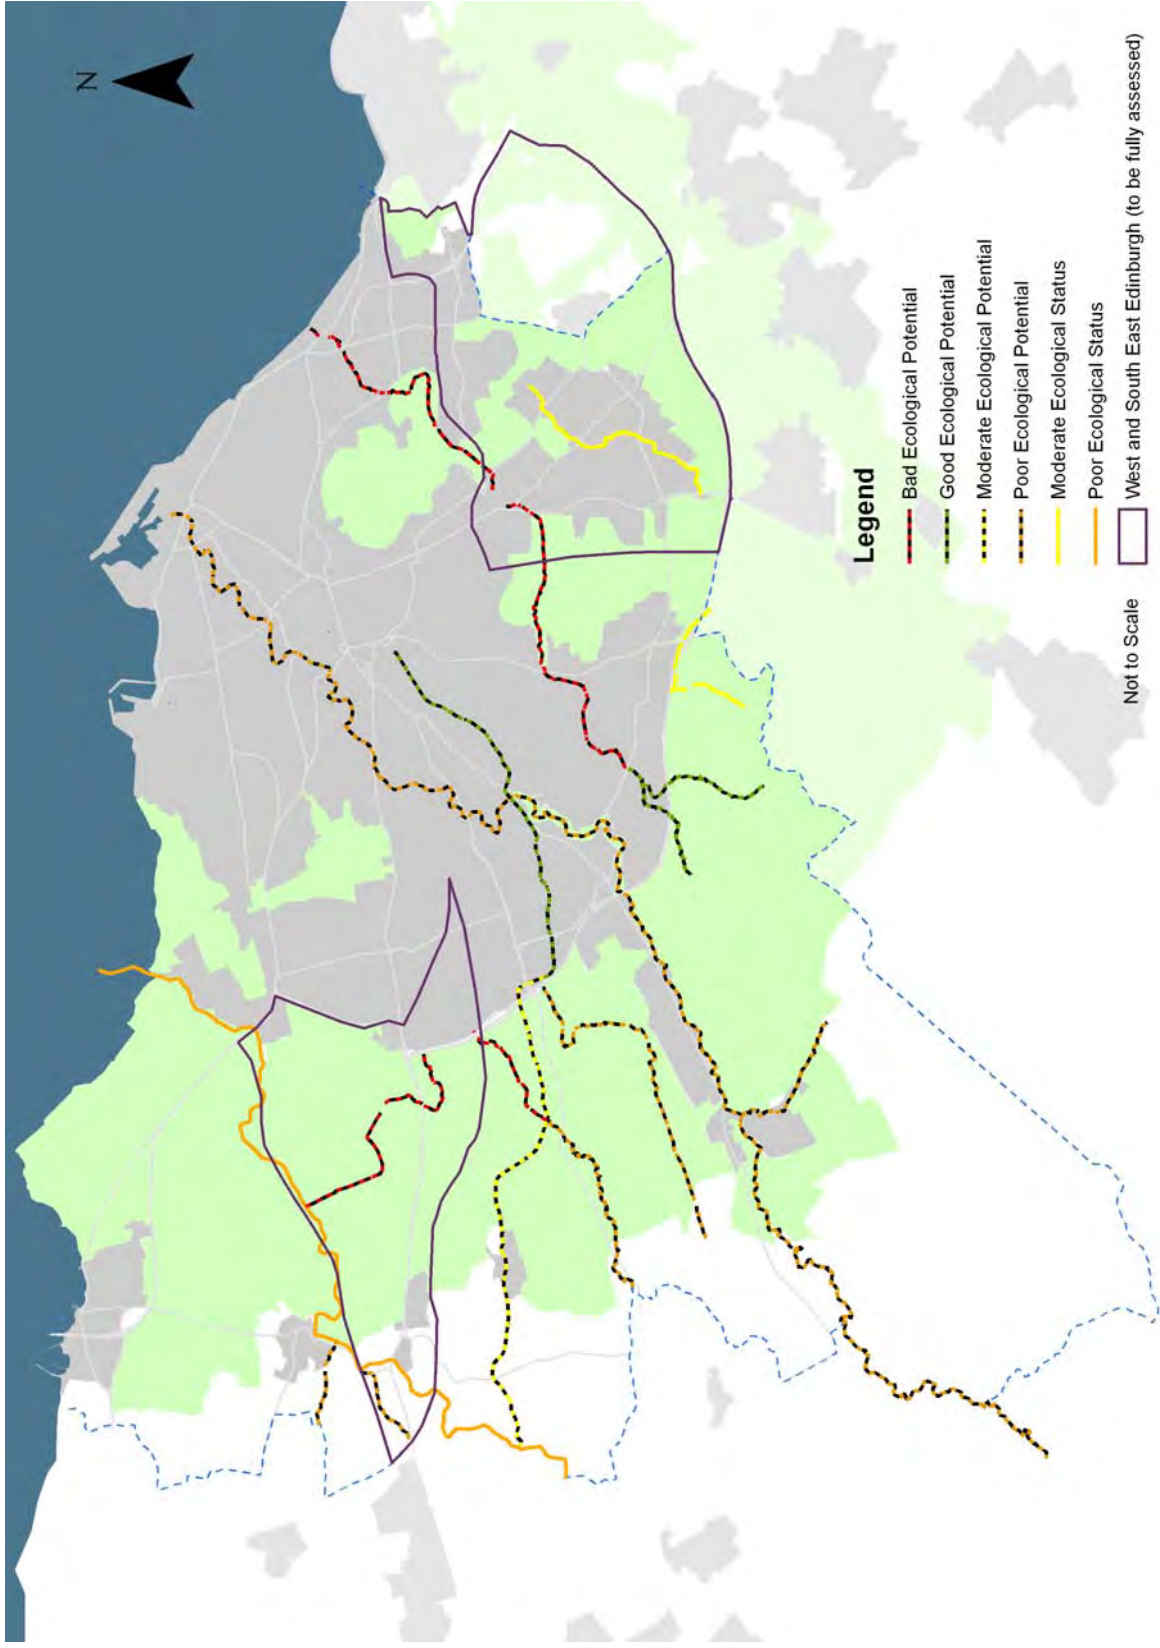 N
Legend
Bad Ecological Potential
Good Ecological Potential
Moderate Ecological Potential
Poor Ecological Potential
Moderate Ecological Status
Poor Ecological Status
West and South East Edinburgh (to be fully assessed)
Not to Scale